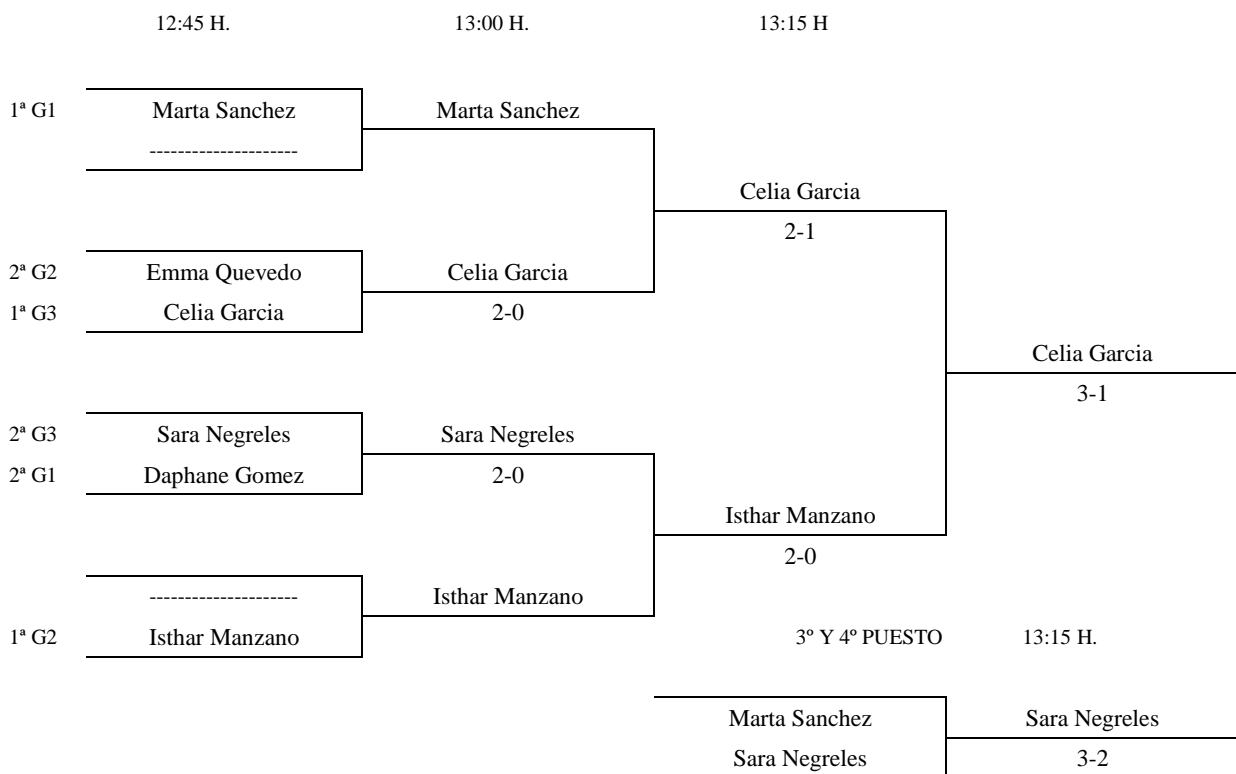 12:45 H. 13:00 H. 13:15 H
1ª G1 Marta Sanchez Marta Sanchez
---------------------
Celia Garcia
2-1
2ª G2 Emma Quevedo Celia Garcia
1ª G3 Celia Garcia 2-0
Celia Garcia
3-1
2ª G3 Sara Negreles Sara Negreles
2ª G1 Daphane Gomez 2-0
Isthar Manzano
2-0
--------------------- Isthar Manzano
1ª G2 Isthar Manzano 3º Y 4º PUESTO 13:15 H.
Marta Sanchez Sara Negreles
Sara Negreles 3-2